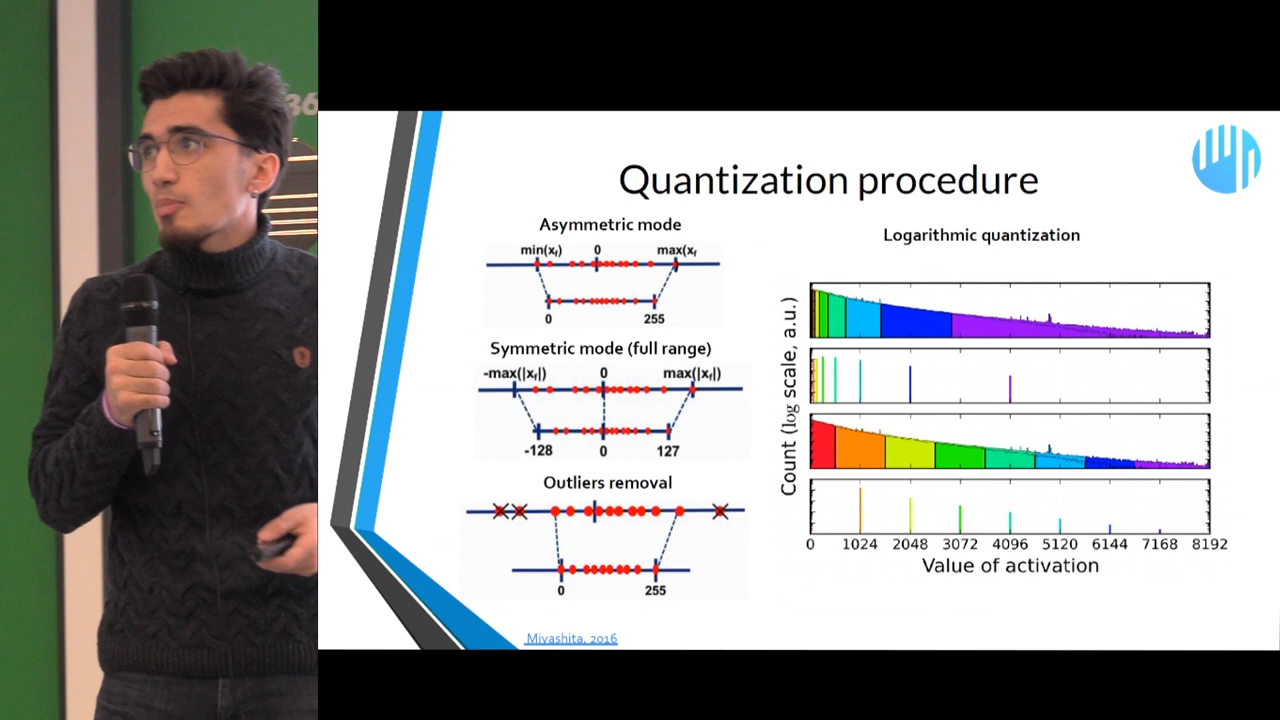 36
Quantization procedure
Asymmetric mode
min(xf) 0 max(xf
0 255
Symmetric mode (full range)
-max(|xf|) 0 max(|xf|)
-128 0 127
Outliers removal
0 255
Miyashita, 2016
Logarithmic quantization
Count (log scale, a.u.)
0 1024 2048 3072 4096 5120 6144 7168 8192
Value of activation